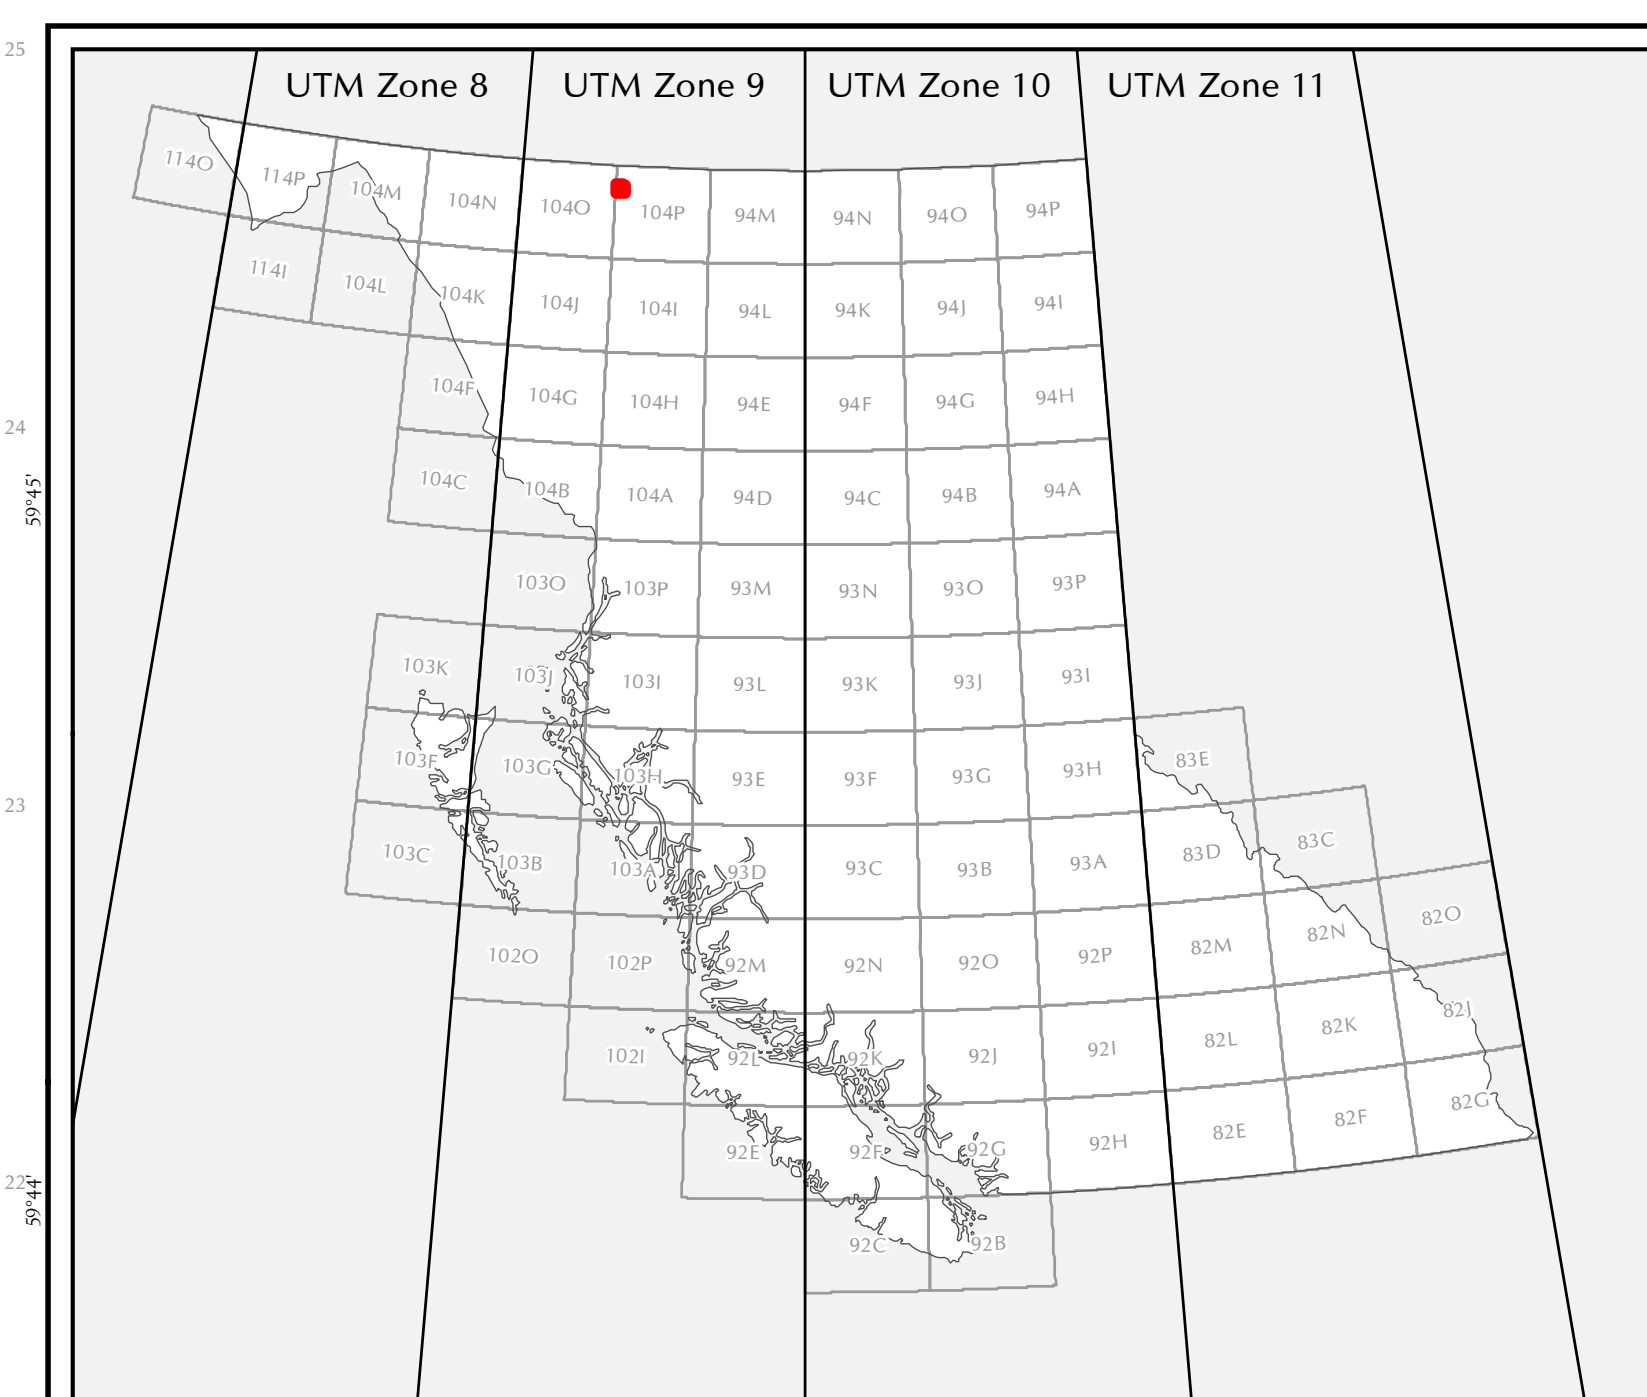 25
UTM Zone 8 UTM Zone 9 UTM Zone 10 UTM Zone 11
114O 114P 104M 104N 104O 104P 94M 94N 94O 94P
114I 104L 104K 104J 104I 94L 94K 94J 94I
104F 104G 104H 94E 94F 94G 94H
24
59°45'
104C 104B 104A 94D 94C 94B 94A
103O 103P 93M 93N 93O 93P
103K 103J 103I 93L 93K 93J 93I
103F 103G 103H 93E 93F 93G 93H 83E
23
103C 103B 103A 93D 93C 93B 93A 83D 83C
102O 102P 92M 92N 92O 92P 82M 82N 82O
102I 92L 92K 92J 92I 82L 82K 82J
92E 92F 92G 92H 82E 82F 82G
22
59°44'
92C 92B